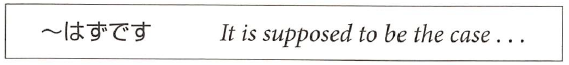 ～はずです It is supposed to be the case . . .